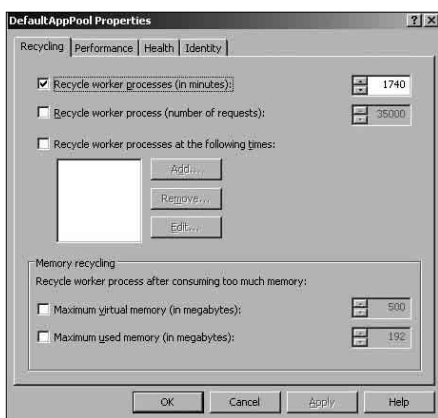 DefaultAppPool Properties
? X
Recycling Performance Health Identity
Recycle worker processes (in minutes): 1740
Recycle worker process (number of requests): 35000
Recycle worker processes at the following times:
Add...
Remove...
Edit...
Memory recycling
Recycle worker process after consuming too much memory:
Maximum virtual memory (in megabytes): 500
Maximum used memory (in megabytes): 192
OK Cancel Apply Help